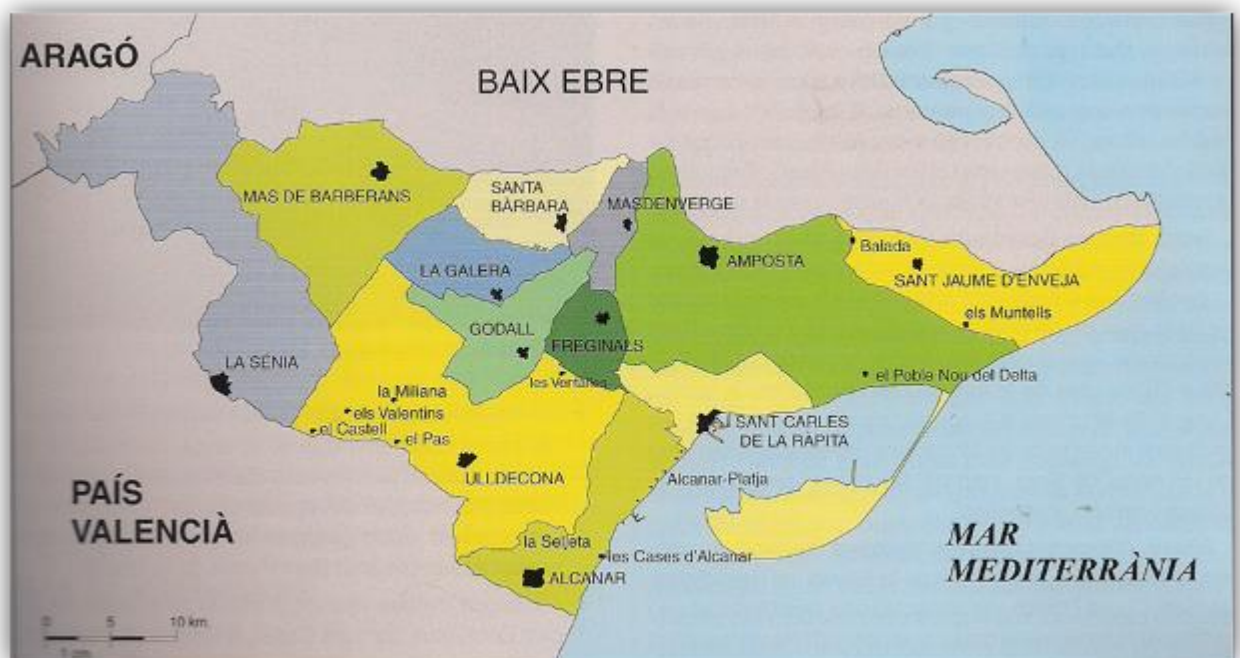 ARAGÓ
BAIX EBRE
MAS DE BARBERANS
SANTA
BÀRBARA
MASDENVERGE
Balada
AMPOSTA
LA GALERA
SANT JAUME D'ENVEJA
els Muntells
GODALL
FREGINALS
LA SÉNIA
les Ventalles
el Poble Nou del Delta
la Miliana
els Valentins
el Castell
el Pas
SANT CARLES
DE LA RÀPITA
ULLDECONA
Alcanar-Platja
PAÍS
VALENCIÀ
la Selleta
les Cases d'Alcanar
ALCANAR
MAR
MEDITERRÀNIA
0 5 10 km.